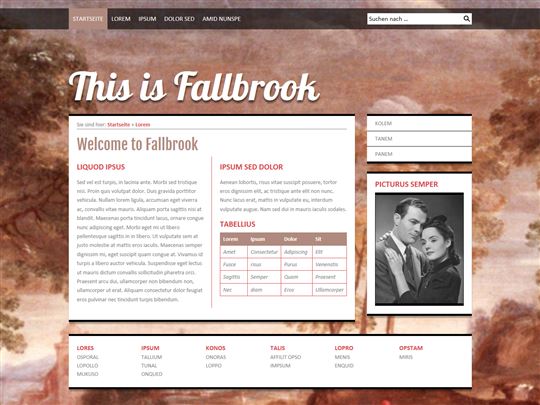 STARTSEITE LOREM IPSUM DOLOR SED AMID NUNSPE
Suchen nach ...
This is Fallbrook
Sie sind hier: Startseite » Lorem
Welcome to Fallbrook
LIQUOD IPSUS
Sed vel est turpis, in lacinia ante. Morbi sed tristique
nisi. Proin quis volutpat dolor. Duis gravida porttitor
vehicula. Nullam lorem ligula, accumsan eget viverra
ac, convallis vitae mauris. Aliquam porta sagittis nisi at
blandit. Maecenas porta tincidunt lacus, ornare congue
nunc adipiscing eget. Morbi eget mi ut libero
pellentesque sagittis in in libero. Ut vulputate sem at
justo molestie at mattis eros iaculis. Maecenas semper
dignissim mi, eget suscipit quam congue at. Vivamus id
libero a tortor auctor vehicula. Suspendisse eget lectus
ut mauris dictum convallis sollicitudin pharetra orci.
Praesent arcu dui, ullamcorper non bibendum non,
ullamcorper ut erat. Aliquam consectetur dolor feugiat
eros pulvinar nec tincidunt turpis bibendum.
IPSUM SED DOLOR
Aenean lobortis, risus vitae suscipit posuere, tortor
eros dignissim elit, ac tristique ante elit non nunc.
Nunc lacus erat, mattis in vulputate eu, interdum
vulputate augue. Nam sed dui in mauris iaculis sodales.
TABELLIUS
Lorem Ipsum Dolor Sit
Amet Consectetur Adipiscing Elit
Fusce risus Purus Venenatis
Sagittis Semper Quam Praesent
Nec diam Eros Ullamcorper
KOLEM
TANEM
PANEM
PICTURUS SEMPER
LORES IPSUM KONOS TALIS LOPRO OPSTAM
OSPORAL TALLIUM ONORAS AFFILIT OPSO MENIS MIRIS
LOPOLLO TUNAL LOPPO IMPSUM ENQUID
MUKUSO ONQUED